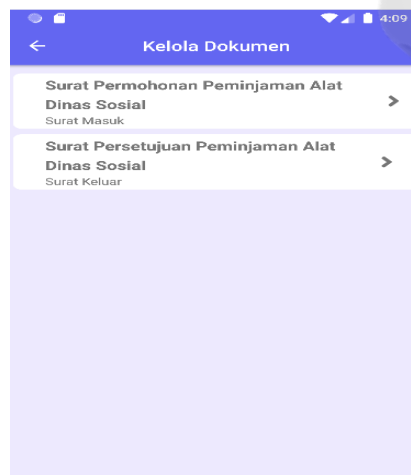 4:09
Kelola Dokumen
Surat Permohonan Peminjaman Alat
Dinas Sosial
Surat Masuk
Surat Persetujuan Peminjaman Alat
Dinas Sosial
Surat Keluar